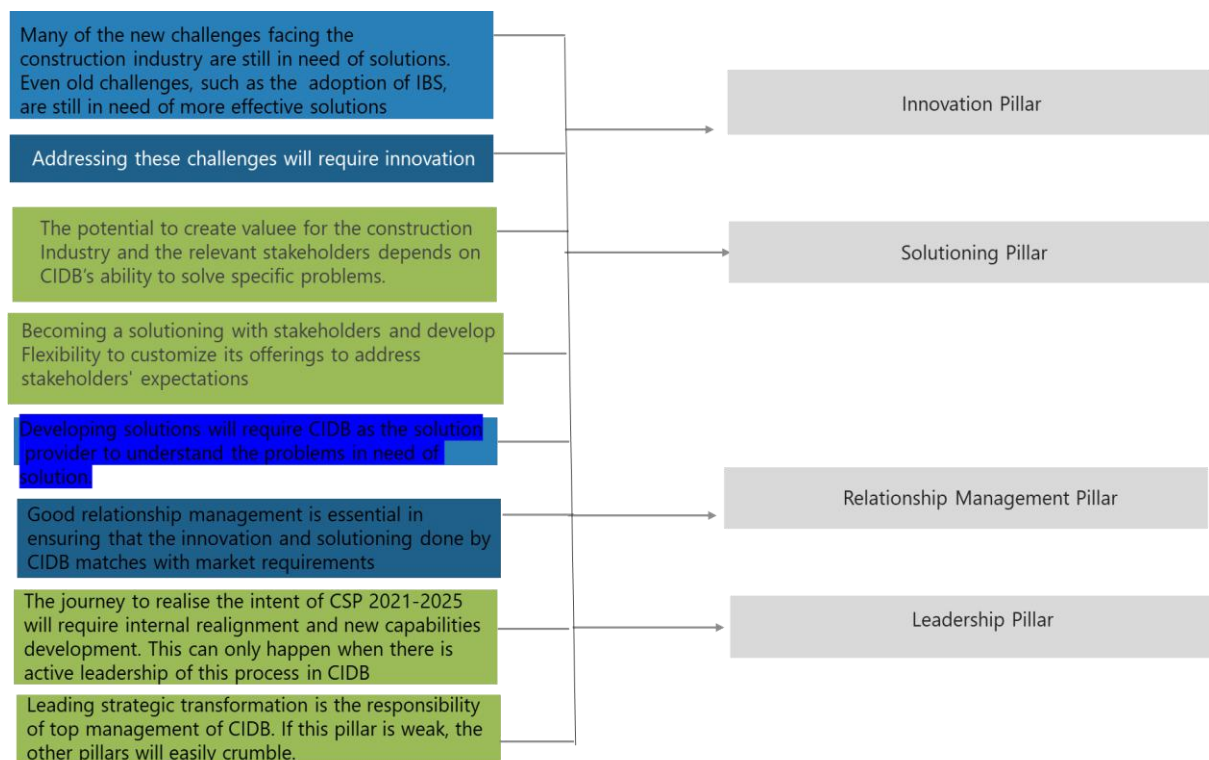 Many of the new challenges facing the
construction industry are still in need of solutions.
Even old challenges, such as the adoption of IBS,
are still in need of more effective solutions
Addressing these challenges will require innovation
The potential to create valuee for the construction
Industry and the relevant stakeholders depends on
CIDB's ability to solve specific problems.
Becoming a solutioning with stakeholders and develop
Flexibility to customize its offerings to address
stakeholders' expectations
Developing solutions will require CIDB as the solution
provider to understand the problems in need of
solution.
Good relationship management is essential in
ensuring that the innovation and solutioning done by
CIDB matches with market requirements
The journey to realise the intent of CSP 2021-2025
will require internal realignment and new capabilities
development. This can only happen when there is
active leadership of this process in CIDB
Leading strategic transformation is the responsibility
of top management of CIDB. If this pillar is weak, the
other pillars will easily crumble.
Innovation Pillar
Solutioning Pillar
Relationship Management Pillar
Leadership Pillar